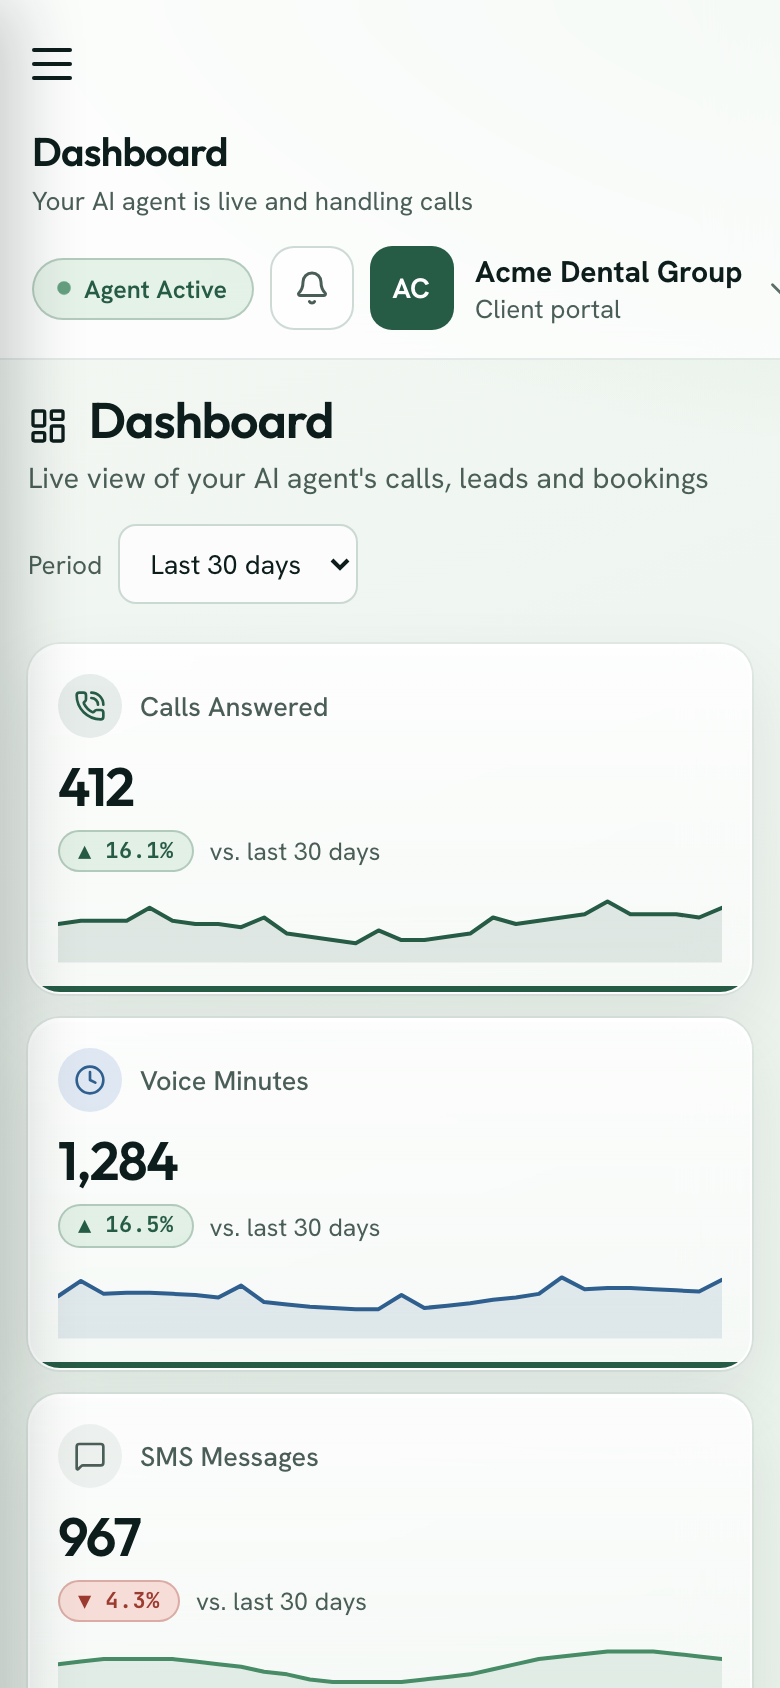 Dashboard
Your AI agent is live and handling calls
Agent Active
AC
Acme Dental Group
Client portal
Dashboard
Live view of your AI agent's calls, leads and bookings
Period
Last 30 days
Calls Answered
412
▲ 16.1%
vs. last 30 days
Voice Minutes
1,284
▲ 16.5%
vs. last 30 days
SMS Messages
967
▼ 4.3%
vs. last 30 days